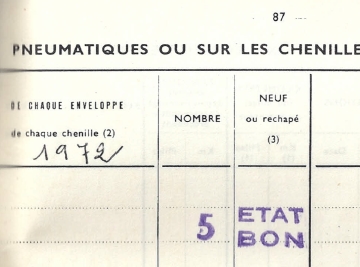 87
PNEUMATIQUES OU SUR LES CHENILLE
DE CHAQUE ENVELOPPE
de chaque chenille (2)
1972
NOMBRE
NEUF
ou rechapé
(3)
5
ETAT
BON